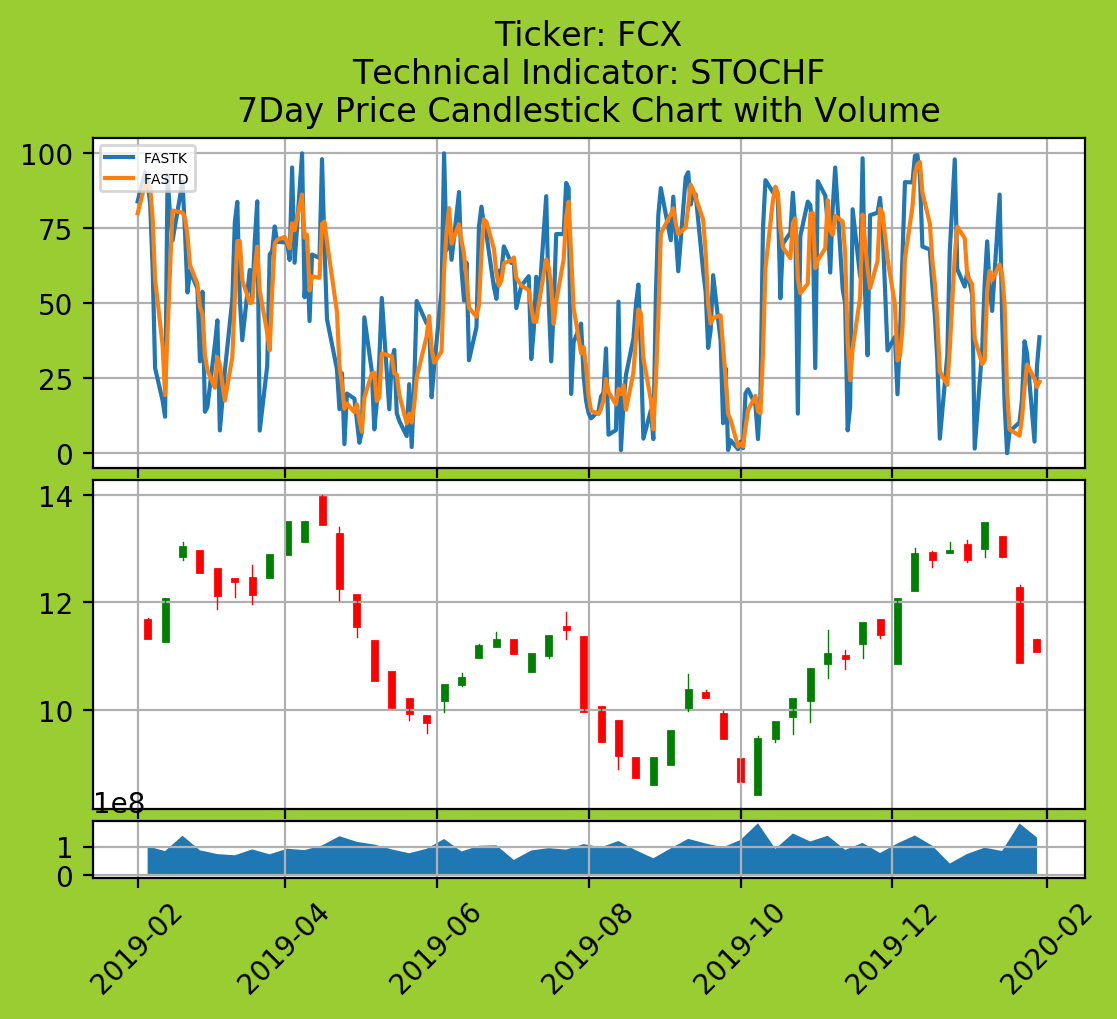 Ticker: FCX
Technical Indicator: STOCHF
7Day Price Candlestick Chart with Volume
100
75
50
25
0
FASTK
FASTD
14
12
10
1e8
1
0
2019-02
2019-04
2019-06
2019-08
2019-10
2019-12
2020-02